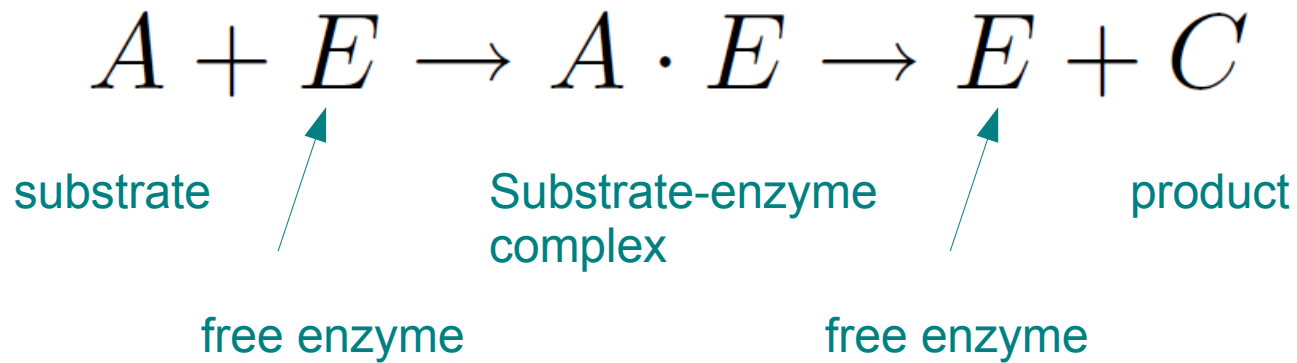 A + E → A · E → E + C
substrate Substrate-enzyme product
complex
free enzyme free enzyme